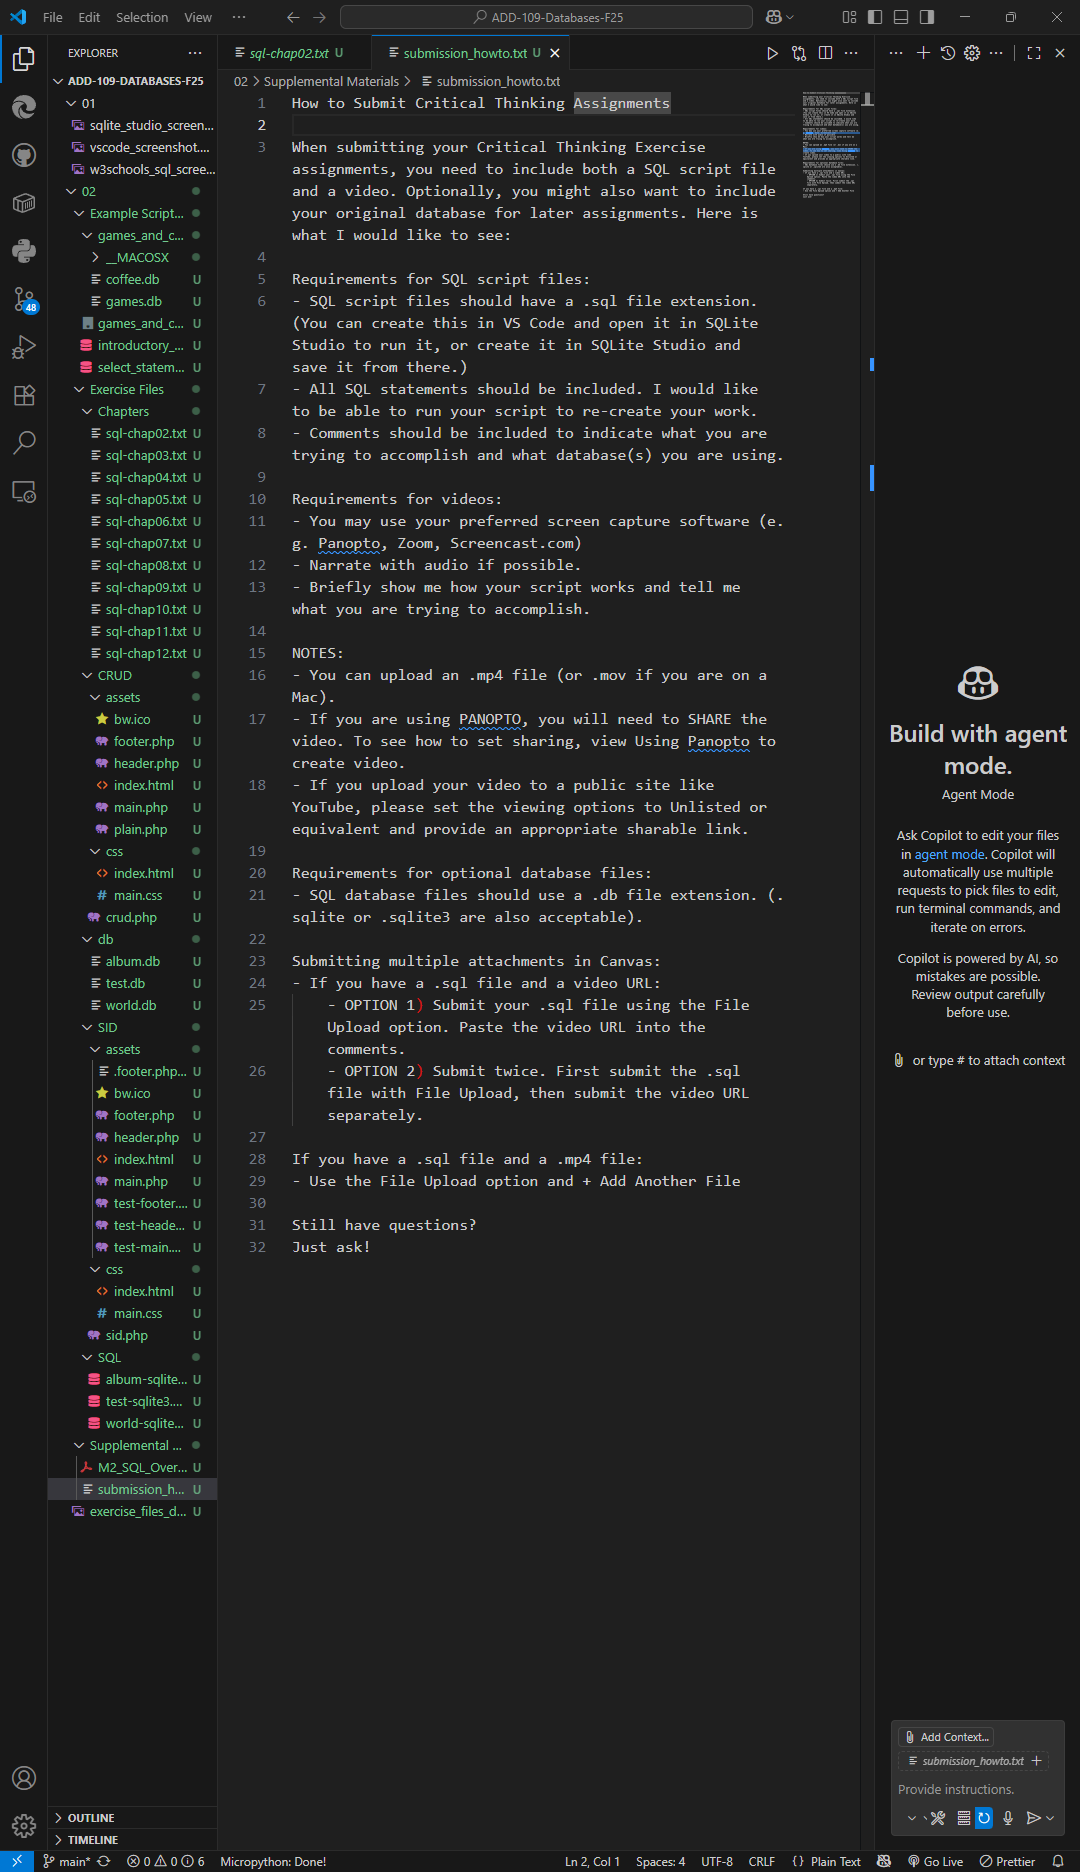 File Edit Selection View ··· ADD-109-Databases-F25
EXPLORER
ADD-109-DATABASES-F25
01
sqlite_studio_screen...
vscode_screenshot....
w3schools_sql_scree...
02
Example Script...
games_and_c...
__MACOSX
coffee.db U
games.db U
games_and_c... U
introductory_... U
select_statem... U
Exercise Files
Chapters
sql-chap02.txt U
sql-chap03.txt U
sql-chap04.txt U
sql-chap05.txt U
sql-chap06.txt U
sql-chap07.txt U
sql-chap08.txt U
sql-chap09.txt U
sql-chap10.txt U
sql-chap11.txt U
sql-chap12.txt U
CRUD
assets
bw.ico U
footer.php U
header.php U
index.html U
main.php U
plain.php U
css
index.html U
main.css U
crud.php U
db
album.db U
test.db U
world.db U
SID
assets
.footer.php... U
bw.ico U
footer.php U
header.php U
index.html U
main.php U
test-footer.... U
test-heade... U
test-main.... U
css
index.html U
main.css U
sid.php U
SQL
album-sqlite... U
test-sqlite3.... U
world-sqlite... U
Supplemental ...
M2_SQL_Over... U
submission_h... U
exercise_files_d... U
OUTLINE
TIMELINE
48
sql-chap02.txt U submission_howto.txt U
02 > Supplemental Materials > submission_howto.txt
1 How to Submit Critical Thinking Assignments
2
3 When submitting your Critical Thinking Exercise
assignments, you need to include both a SQL script file
and a video. Optionally, you might also want to include
your original database for later assignments. Here is
what I would like to see:
4
5 Requirements for SQL script files:
6 - SQL script files should have a .sql file extension.
(You can create this in VS Code and open it in SQLite
Studio to run it, or create it in SQLite Studio and
save it from there.)
7 - All SQL statements should be included. I would like
to be able to run your script to re-create your work.
8 - Comments should be included to indicate what you are
trying to accomplish and what database(s) you are using.
9
10 Requirements for videos:
11 - You may use your preferred screen capture software (e.
g. Panopto, Zoom, Screencast.com)
12 - Narrate with audio if possible.
13 - Briefly show me how your script works and tell me
what you are trying to accomplish.
14
15 NOTES:
16 - You can upload an .mp4 file (or .mov if you are on a
Mac).
17 - If you are using PANOPTO, you will need to SHARE the
video. To see how to set sharing, view Using Panopto to
create video.
18 - If you upload your video to a public site like
YouTube, please set the viewing options to Unlisted or
equivalent and provide an appropriate sharable link.
19
20 Requirements for optional database files:
21 - SQL database files should use a .db file extension. (.
sqlite or .sqlite3 are also acceptable).
22
23 Submitting multiple attachments in Canvas:
24 - If you have a .sql file and a video URL:
25 - OPTION 1) Submit your .sql file using the File
Upload option. Paste the video URL into the
comments.
26 - OPTION 2) Submit twice. First submit the .sql
file with File Upload, then submit the video URL
separately.
27
28 If you have a .sql file and a .mp4 file:
29 - Use the File Upload option and + Add Another File
30
31 Still have questions?
32 Just ask!
Build with agent
mode.
Agent Mode
Ask Copilot to edit your files
in agent mode. Copilot will
automatically use multiple
requests to pick files to edit,
run terminal commands, and
iterate on errors.
Copilot is powered by AI, so
mistakes are possible.
Review output carefully
before use.
or type # to attach context
Add Context...
submission_howto.txt +
Provide instructions.
main* 0 0 6 Micropython: Done! Ln 2, Col 1 Spaces: 4 UTF-8 CRLF {} Plain Text Go Live Prettier